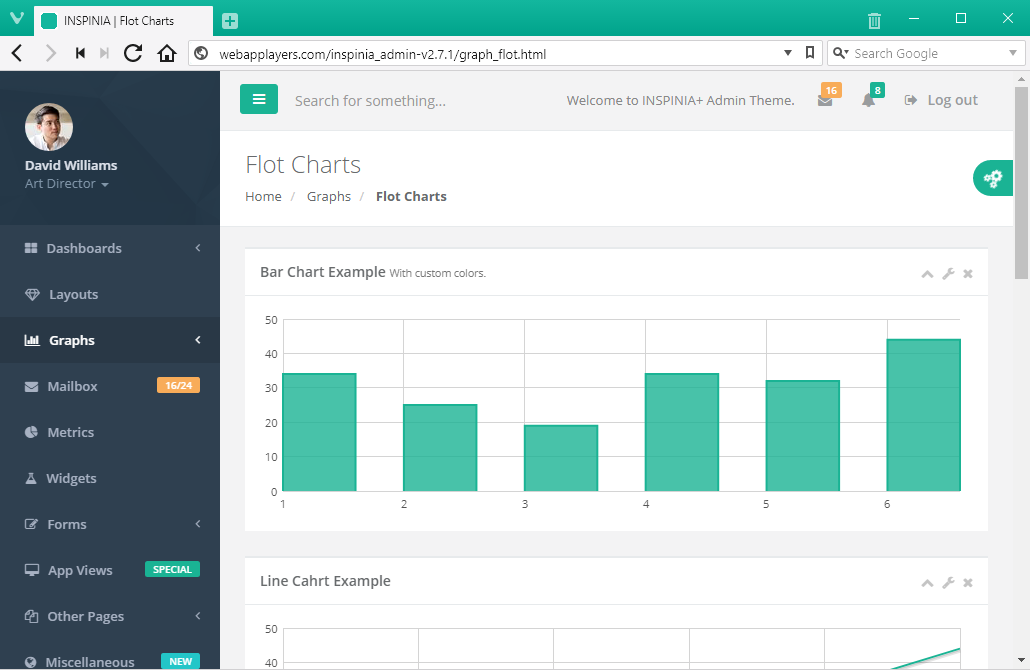 INSPINIA | Flot Charts
webapplayers.com/inspinia_admin-v2.7.1/graph_flot.html
Search Google
David Williams
Art Director
Dashboards
Layouts
Graphs
Mailbox 16/24
Metrics
Widgets
Forms
App Views SPECIAL
Other Pages
Miscellaneous NEW
Search for something...
Welcome to INSPINIA+ Admin Theme.
16
8
Log out
Flot Charts
Home / Graphs / Flot Charts
Bar Chart Example With custom colors.
50
40
30
20
10
0
1 2 3 4 5 6
Line Cahrt Example
50
40